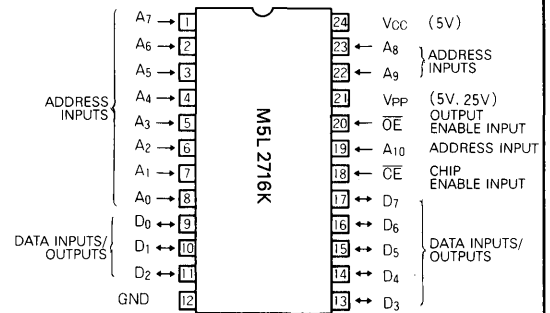 A7 1
A6 2
A5 3
A4 4
A3 5
A2 6
A1 7
A0 8
ADDRESS
INPUTS
D0 9
D1 10
D2 11
DATA INPUTS/
OUTPUTS
GND 12
M5L 2716K
24 VCC (5V)
23 A8
22 A9
ADDRESS
INPUTS
21 VPP (5V, 25V)
20 OE OUTPUT
ENABLE INPUT
19 A10 ADDRESS INPUT
18 CE CHIP
ENABLE INPUT
17 D7
16 D6
15 D5
14 D4
13 D3
DATA INPUTS/
OUTPUTS